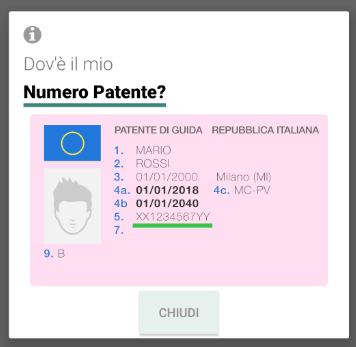 Dov'è il mio
Numero Patente?
PATENTE DI GUIDA REPUBBLICA ITALIANA
1. MARIO
2. ROSSI
3. 01/01/2000 Milano (MI)
4a. 01/01/2018 4c. MC-PV
4b 01/01/2040
5. XX1234567YY
7.
9. B
CHIUDI